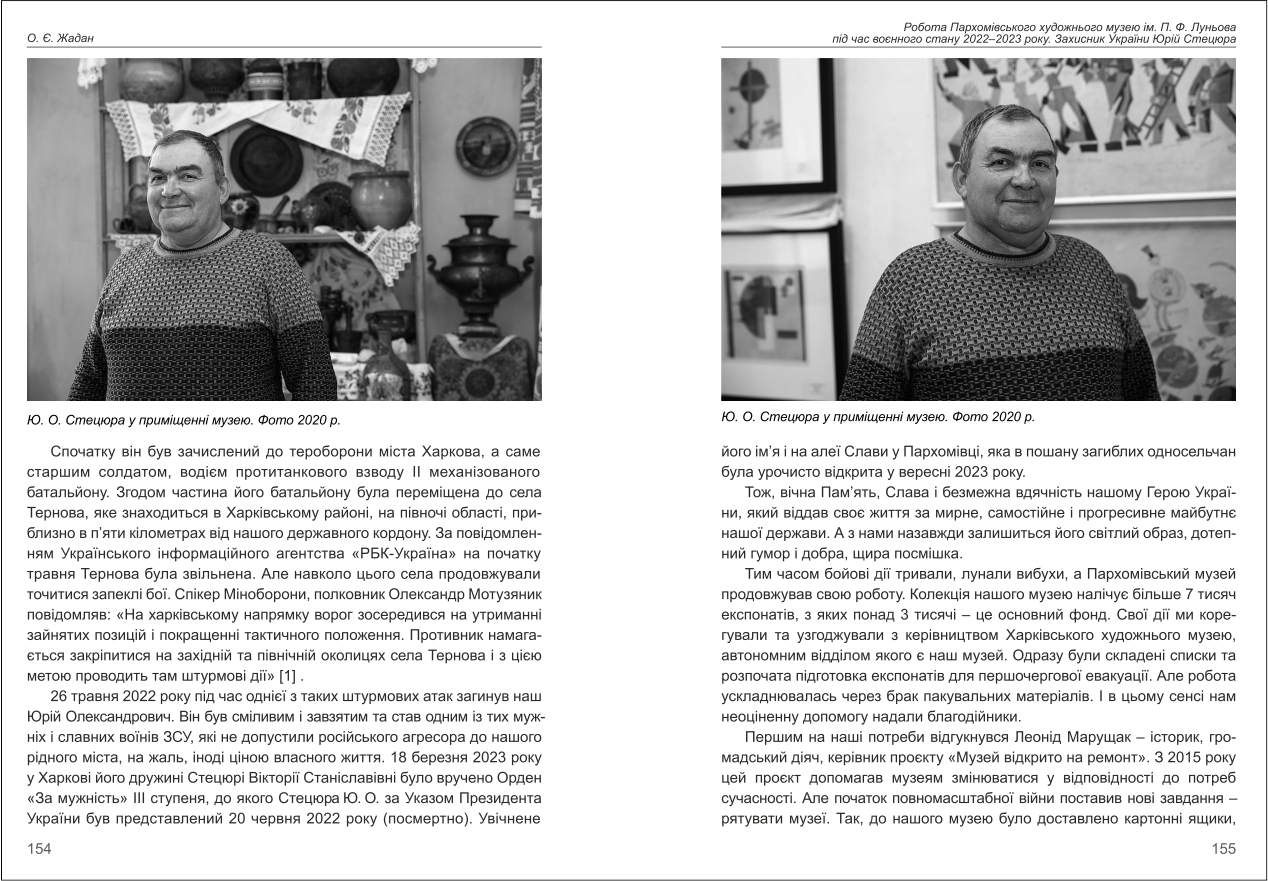 О. Є. Жадан
Ю. О. Стецюра у приміщенні музею. Фото 2020 р.
Спочатку він був зачислений до тероборони міста Харкова, а саме
старшим солдатом, водієм протитанкового взводу II механізованого
батальйону. Згодом частина його батальйону була переміщена до села
Тернова, яке знаходиться в Харківському районі, на півночі області, при-
близно в п’яти кілометрах від нашого державного кордону. За повідомлен-
ням Українського інформаційного агентства «РБК-Україна» на початку
травня Тернова була звільнена. Але навколо цього села продовжували
точитися запеклі бої. Спікер Міноборони, полковник Олександр Мотузяник
повідомляв: «На харківському напрямку ворог зосередився на утриманні
зайнятих позицій і покращенні тактичного положення. Противник намага-
ється закріпитися на західній та північній околицях села Тернова і з цією
метою проводить там штурмові дії» [1] .
26 травня 2022 року під час однієї з таких штурмових атак загинув наш
Юрій Олександрович. Він був сміливим і завзятим та став одним із тих муж-
ніх і славних воїнів ЗСУ, які не допустили російського агресора до нашого
рідного міста, на жаль, іноді ціною власного життя. 18 березня 2023 року
у Харкові його дружині Стецюрі Вікторії Станіславівні було вручено Орден
«За мужність» III ступеня, до якого Стецюра Ю. О. за Указом Президента
України був представлений 20 червня 2022 року (посмертно). Увічнене
154
Робота Пархомівського художнього музею ім. П. Ф. Луньова
під час воєнного стану 2022–2023 року. Захисник України Юрій Стецюра
Ю. О. Стецюра у приміщенні музею. Фото 2020 р.
його ім’я і на алеї Слави у Пархомівці, яка в пошану загиблих односельчан
була урочисто відкрита у вересні 2023 року.
Тож, вічна Пам’ять, Слава і безмежна вдячність нашому Герою Украї-
ни, який віддав своє життя за мирне, самостійне і прогресивне майбутнє
нашої держави. А з нами назавжди залишиться його світлий образ, дотеп-
ний гумор і добра, щира посмішка.
Тим часом бойові дії тривали, лунали вибухи, а Пархомівський музей
продовжував свою роботу. Колекція нашого музею налічує більше 7 тисяч
експонатів, з яких понад 3 тисячі – це основний фонд. Свої дії ми коре-
гували та узгоджували з керівництвом Харківського художнього музею,
автономним відділом якого є наш музей. Одразу були складені списки та
розпочата підготовка експонатів для першочергової евакуації. Але робота
ускладнювалась через брак пакувальних матеріалів. І в цьому сенсі нам
неоціненну допомогу надали благодійники.
Першим на наші потреби відгукнувся Леонід Марущак – історик, гро-
мадський діяч, керівник проєкту «Музей відкрито на ремонт». З 2015 року
цей проєкт допомагав музеям змінюватися у відповідності до потреб
сучасності. Але початок повномасштабної війни поставив нові завдання –
рятувати музеї. Так, до нашого музею було доставлено картонні ящики,
155